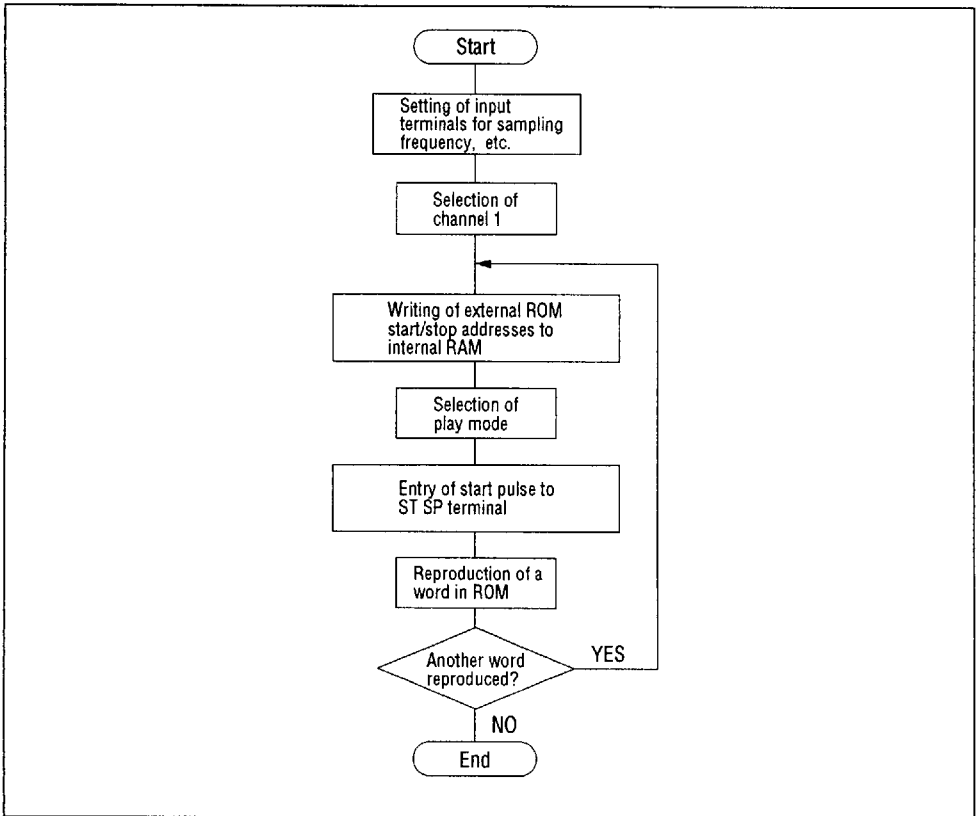 Start
Setting of input
terminals for sampling
frequency, etc.
Selection of
channel 1
Writing of external ROM
start/stop addresses to
internal RAM
Selection of
play mode
Entry of start pulse to
ST SP terminal
Reproduction of a
word in ROM
Another word
reproduced?
YES
NO
End